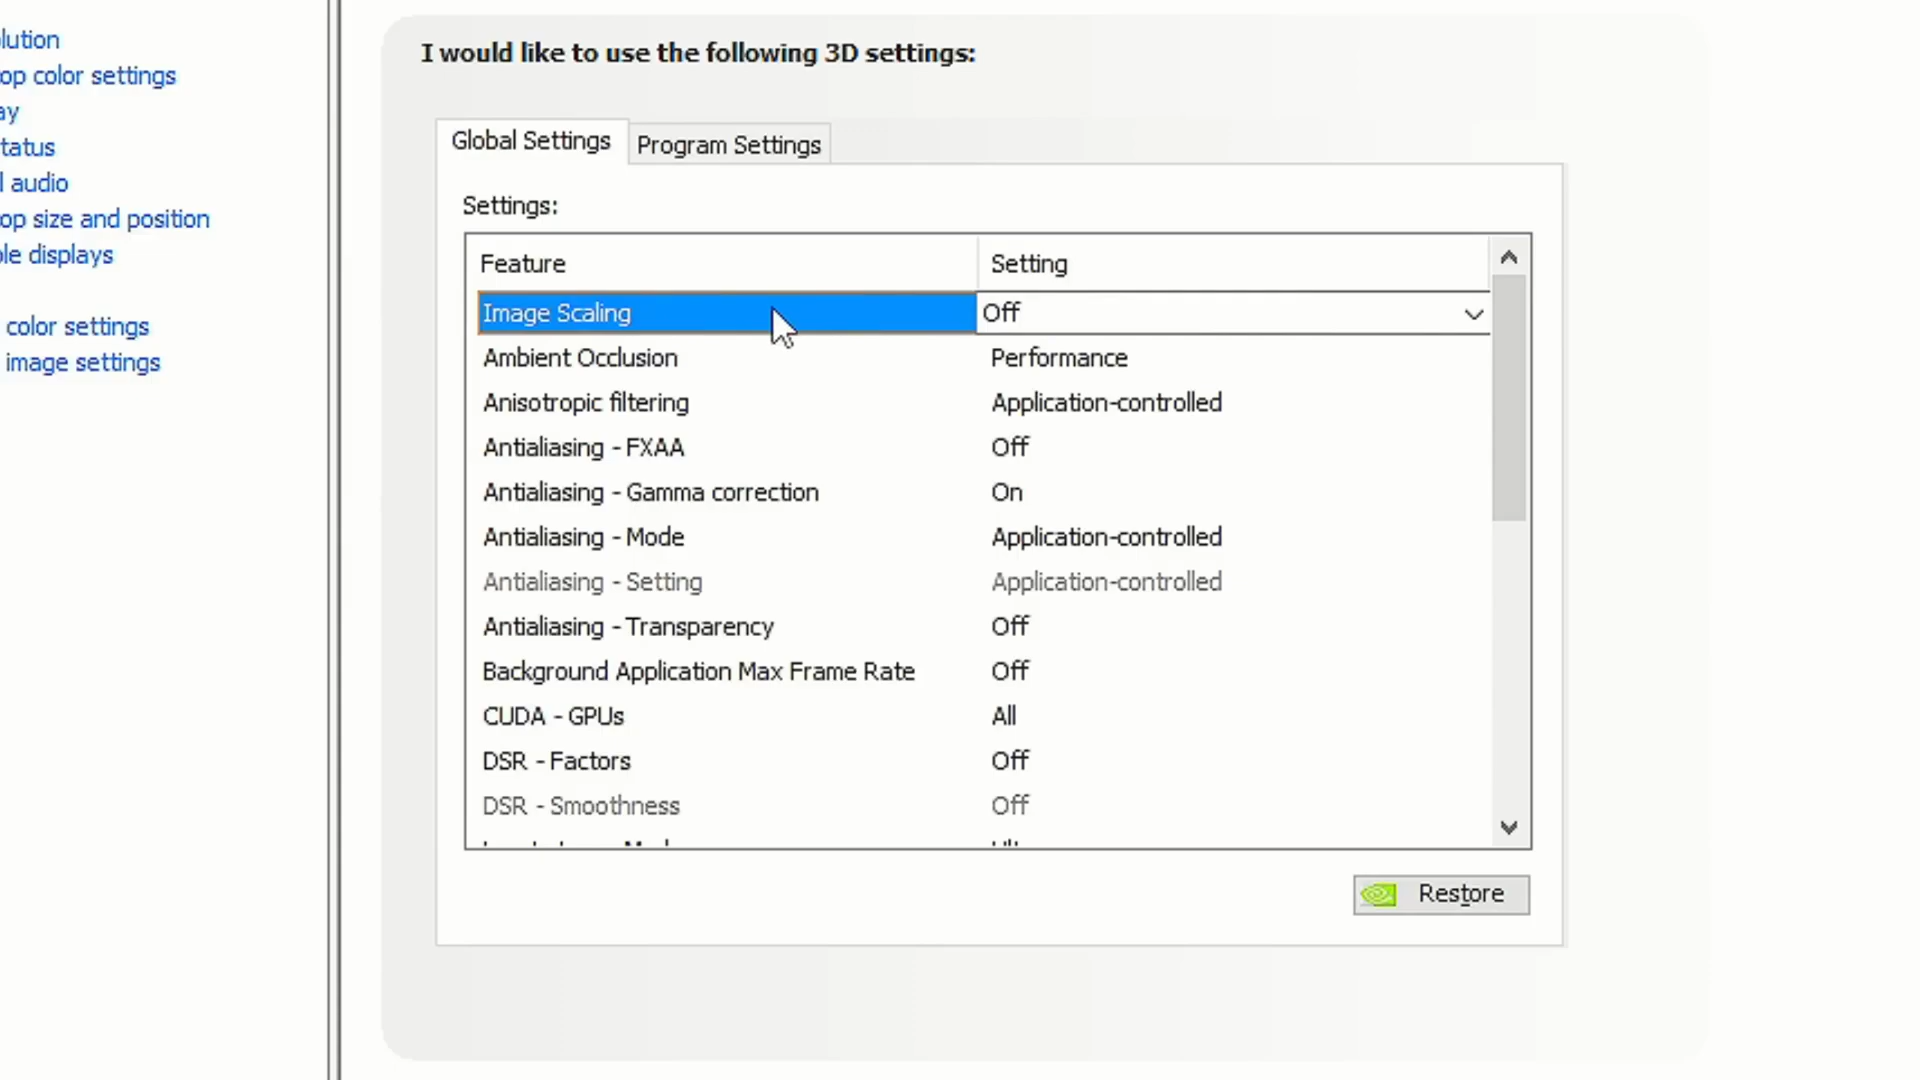 lution
op color settings
ay
tatus
l audio
op size and position
le displays
color settings
image settings
I would like to use the following 3D settings:
Global Settings
Program Settings
Settings:
Feature Setting
Image Scaling Off
Ambient Occlusion Performance
Anisotropic filtering Application-controlled
Antialiasing - FXAA Off
Antialiasing - Gamma correction On
Antialiasing - Mode Application-controlled
Antialiasing - Setting Application-controlled
Antialiasing - Transparency Off
Background Application Max Frame Rate Off
CUDA - GPUs All
DSR - Factors Off
DSR - Smoothness Off
Restore